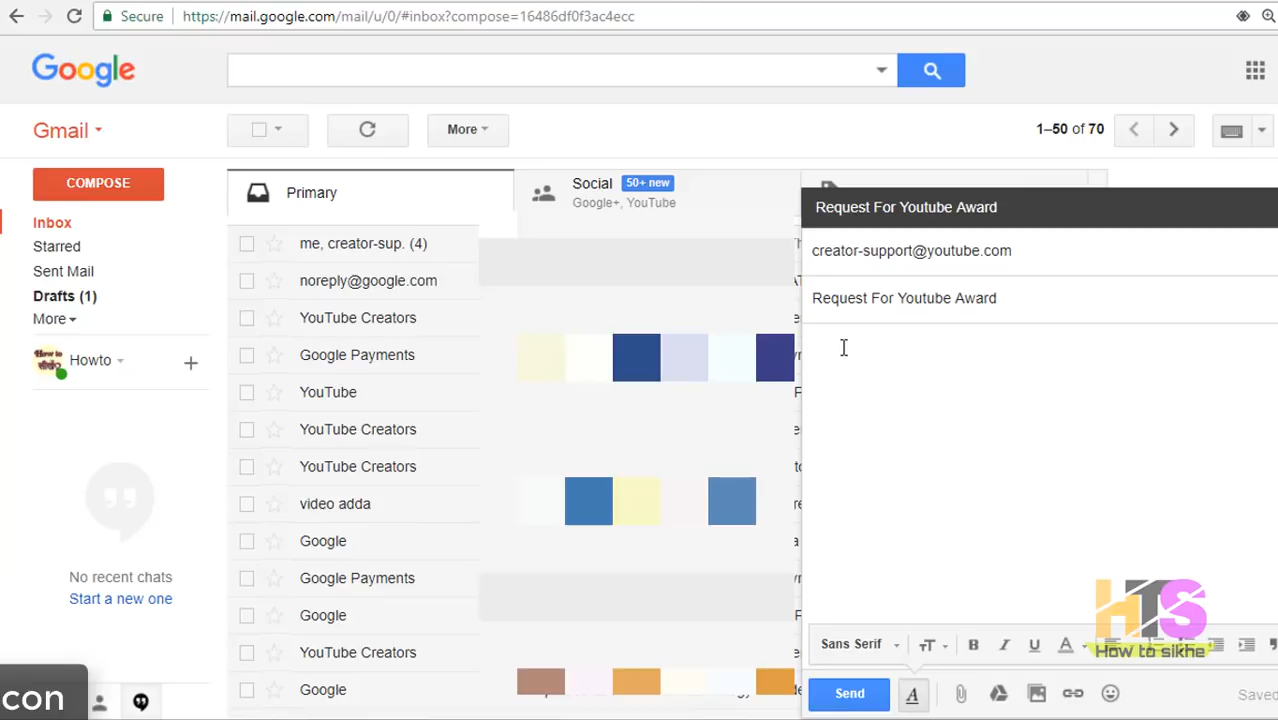 Secure
https://mail.google.com/mail/u/0/#inbox?compose=16486df0f3ac4ecc
Google
Gmail
More
1–50 of 70
COMPOSE
Inbox
Starred
Sent Mail
Drafts (1)
More
Howto
No recent chats
Start a new one
con
Primary
Social
50+ new
Google+, YouTube
me, creator-sup. (4)
noreply@google.com
YouTube Creators
Google Payments
YouTube
YouTube Creators
YouTube Creators
video adda
Google
Google Payments
Google
YouTube Creators
Google
Request For Youtube Award
creator-support@youtube.com
Request For Youtube Award
Sans Serif
Send
Saved
HTS
How to sikhe